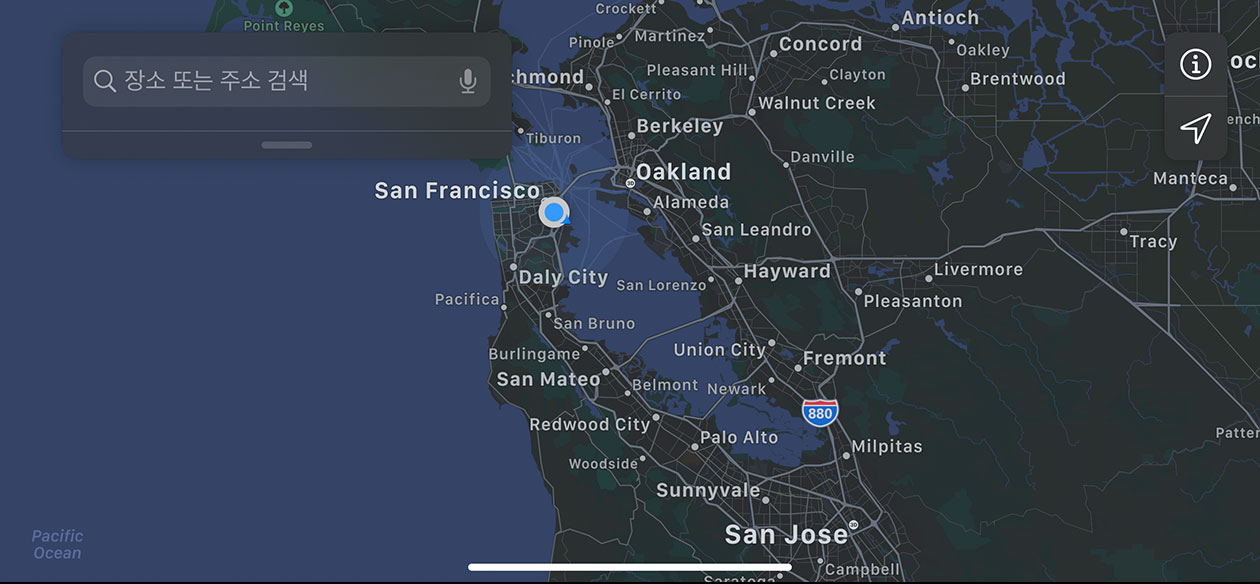 Crockett
Point Reyes
Antioch
Pinole
Martinez
Concord
Oakley
장소 또는 주소 검색
Pleasant Hill
Clayton
Brentwood
El Cerrito
Walnut Creek
Berkeley
Tiburon
Danville
Oakland
Manteca
San Francisco
Alameda
San Leandro
Tracy
Daly City
San Lorenzo
Hayward
Livermore
Pacifica
Pleasanton
San Bruno
Burlingame
Union City
Fremont
San Mateo
Belmont
Newark
880
Redwood City
Palo Alto
Milpitas
Woodside
Sunnyvale
San Jose
Pacific
Ocean
Campbell
Saratoga